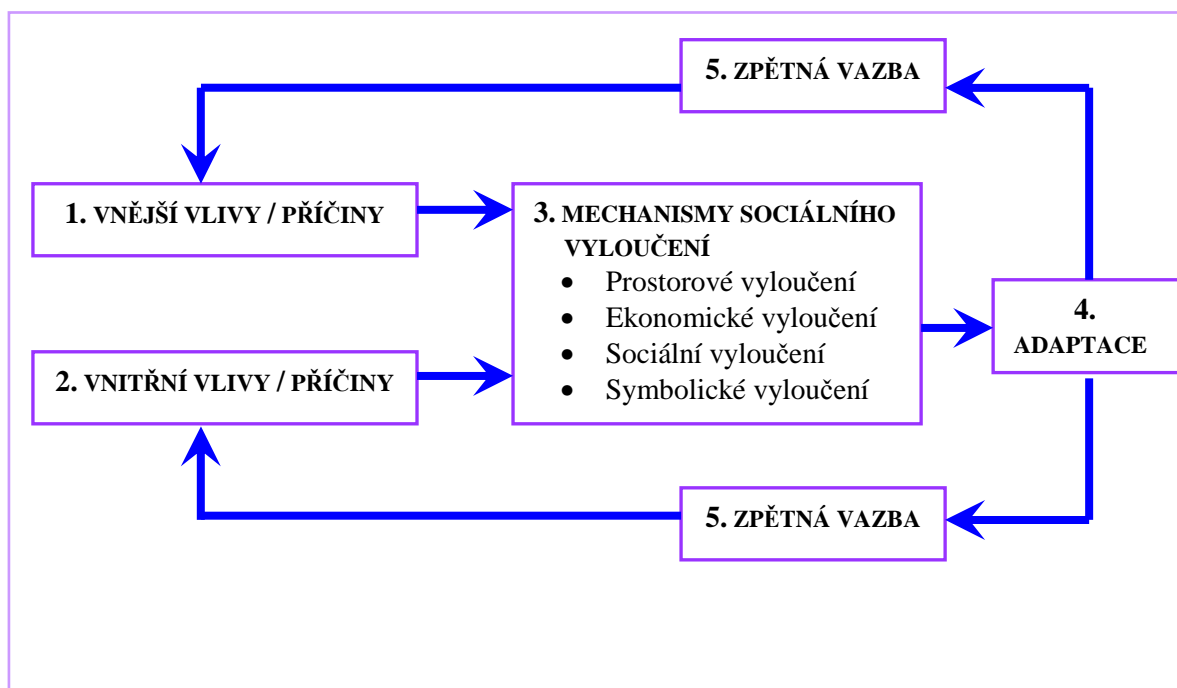 5. ZPĚTNÁ VAZBA
1. VNĚJŠÍ VLIVY / PŘÍČINY
3. MECHANISMY SOCIÁLNÍHO
VYLOUČENÍ
• Prostorové vyloučení
• Ekonomické vyloučení
• Sociální vyloučení
• Symbolické vyloučení
2. VNITŘNÍ VLIVY / PŘÍČINY
4.
ADAPTACE
5. ZPĚTNÁ VAZBA